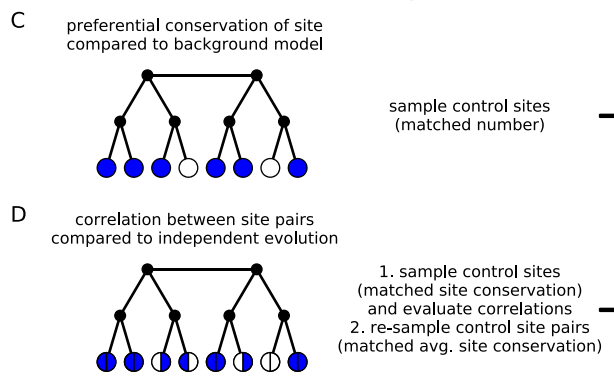 C
preferential conservation of site
compared to background model
sample control sites
(matched number)
D
correlation between site pairs
compared to independent evolution
1. sample control sites
(matched site conservation)
and evaluate correlations
2. re-sample control site pairs
(matched avg. site conservation)